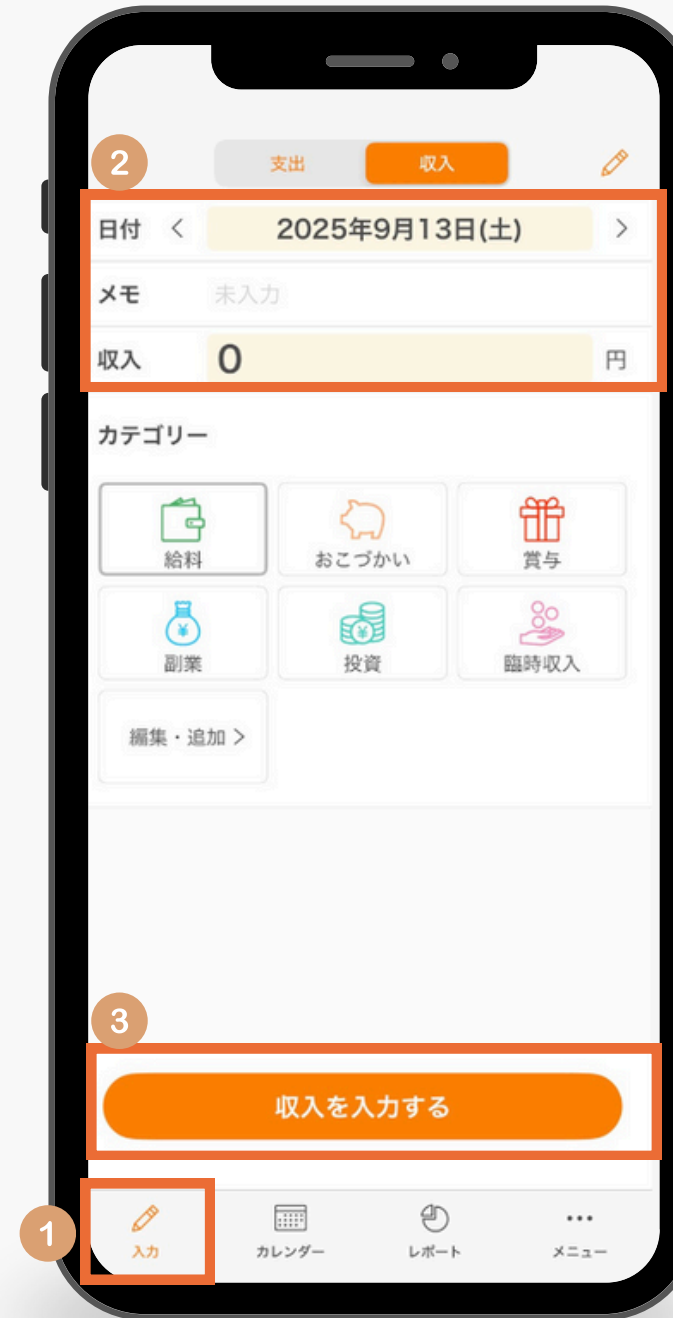 2
支出 収入
日付 < 2025年9月13日(土) >
メモ 未入力
収入 0 円
カテゴリー
給料 おこづかい 賞与
¥ ¥
副業 投資 臨時収入
編集・追加 >
3
収入を入力する
1
入力 カレンダー レポート メニュー